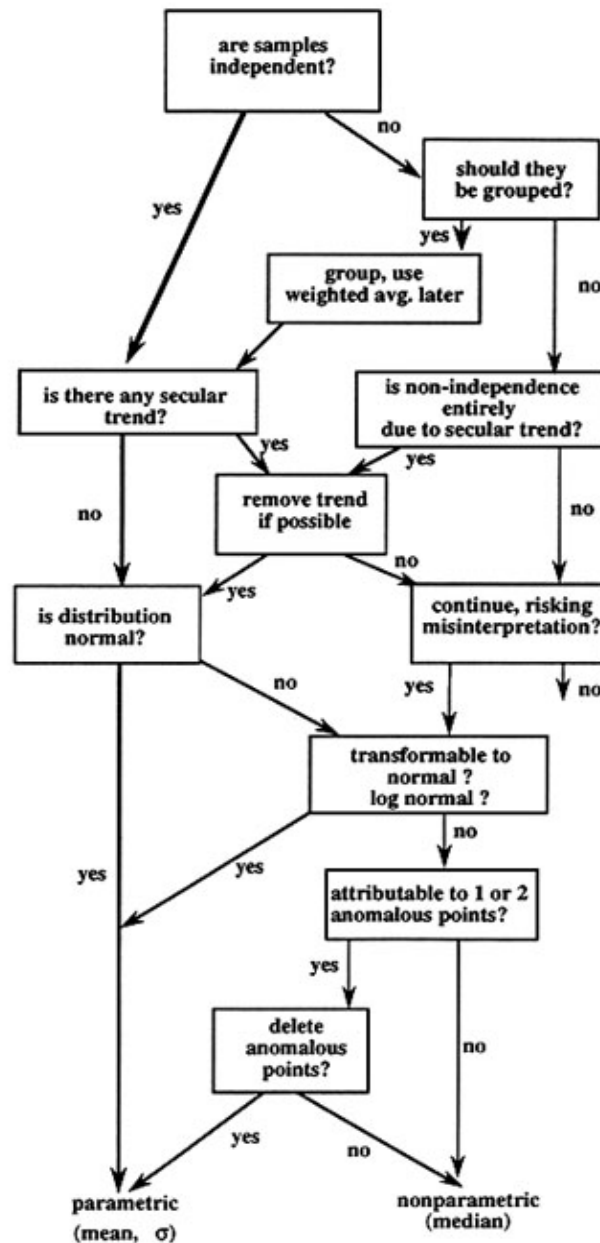 are samples
independent?
no
should they
be grouped?
yes
yes
group, use
weighted avg. later
no
is there any secular
trend?
is non-independence
entirely
due to secular trend?
yes
yes
remove trend
if possible
no
no
yes
no
is distribution
normal?
continue, risking
misinterpretation?
no
yes
no
transformable to
normal ?
log normal ?
yes
yes
no
attributable to 1 or 2
anomalous points?
yes
delete
anomalous
points?
no
yes
no
parametric
(mean, σ)
nonparametric
(median)